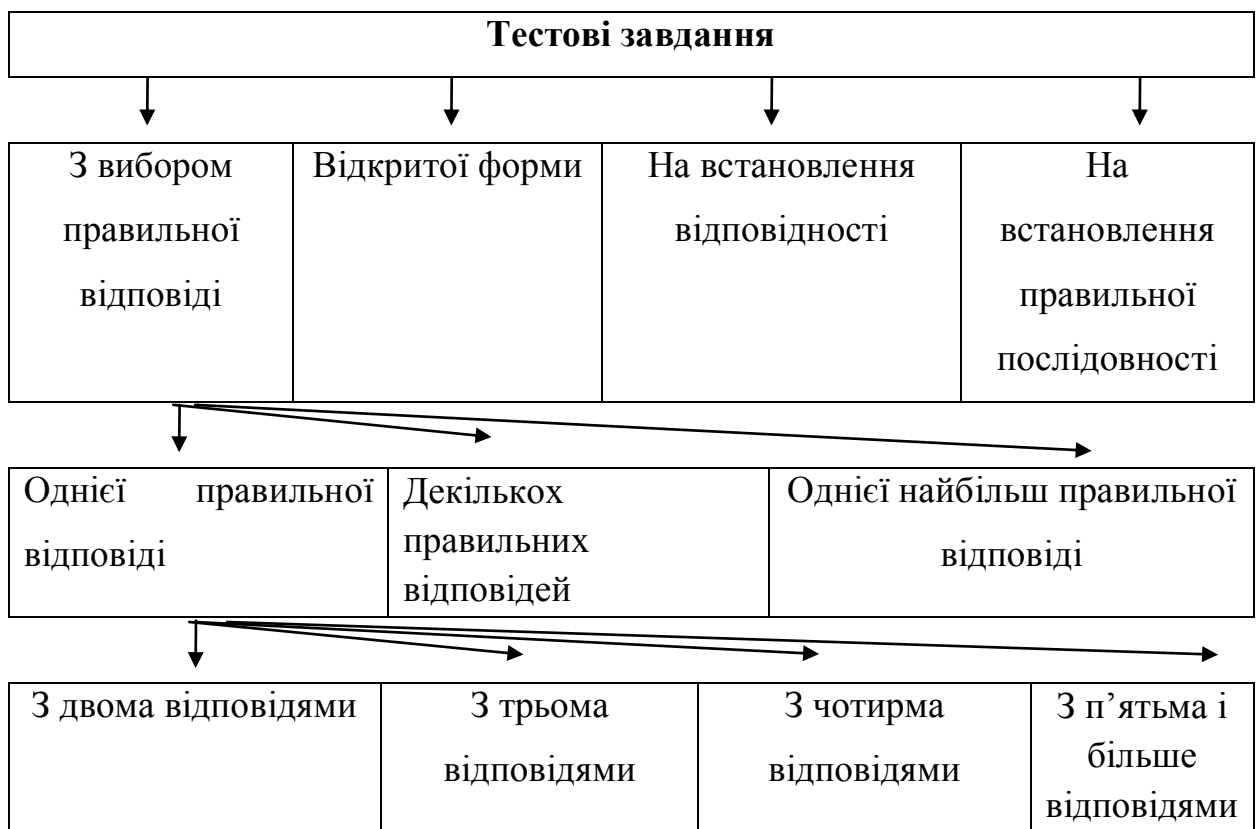 Тестові завдання
З вибором
правильної
відповіді
Відкритої форми
На встановлення
відповідності
На
встановлення
правильної
послідовності
Однієї правильної
відповіді
Декількох
правильних
відповідей
Однієї найбільш правильної
відповіді
З двома відповідями
З трьома
відповідями
З чотирма
відповідями
З п’ятьма і
більше
відповідями